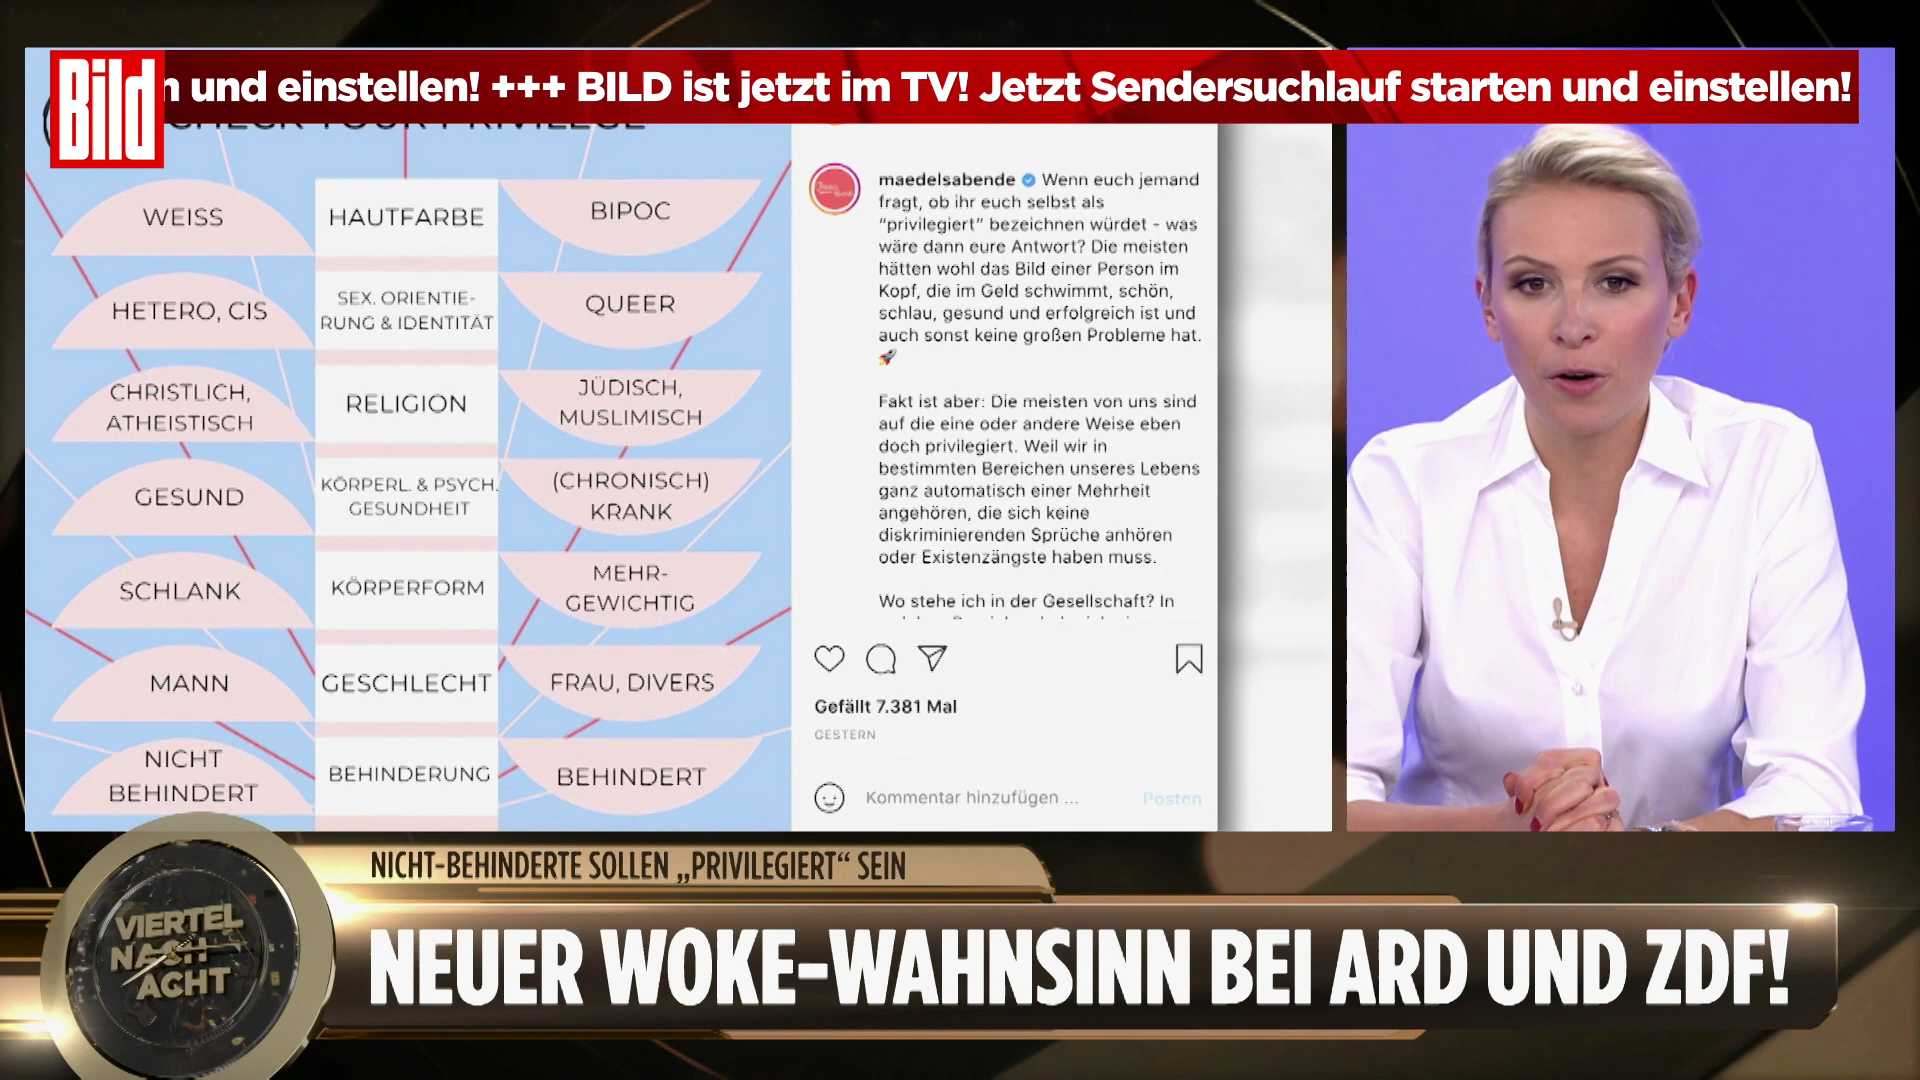 Bild
n und einstellen! +++ BILD ist jetzt im TV! Jetzt Sendersuchlauf starten und einstellen!
CHECK YOUR PRIVILEGE
WEISS
HAUTFARBE
BIPOC
HETERO, CIS
SEX. ORIENTIE-
RUNG & IDENTITÄT
QUEER
CHRISTLICH,
ATHEISTISCH
RELIGION
JÜDISCH,
MUSLIMISCH
GESUND
KÖRPERL. & PSYCH.
GESUNDHEIT
(CHRONISCH)
KRANK
SCHLANK
KÖRPERFORM
MEHR-
GEWICHTIG
MANN
GESCHLECHT
FRAU, DIVERS
NICHT
BEHINDERT
BEHINDERUNG
BEHINDERT
maedelsabende Wenn euch jemand
fragt, ob ihr euch selbst als
"privilegiert" bezeichnen würdet - was
wäre dann eure Antwort? Die meisten
hätten wohl das Bild einer Person im
Kopf, die im Geld schwimmt, schön,
schlau, gesund und erfolgreich ist und
auch sonst keine großen Probleme hat.
🚀
Fakt ist aber: Die meisten von uns sind
auf die eine oder andere Weise eben
doch privilegiert. Weil wir in
bestimmten Bereichen unseres Lebens
ganz automatisch einer Mehrheit
angehören, die sich keine
diskriminierenden Sprüche anhören
oder Existenzängste haben muss.
Wo stehe ich in der Gesellschaft? In
Gefällt 7.381 Mal
GESTERN
Kommentar hinzufügen ...
Posten
NICHT-BEHINDERTE SOLLEN „PRIVILEGIERT“ SEIN
VIERTEL
NACH
ACHT
NEUER WOKE-WAHNSINN BEI ARD UND ZDF!